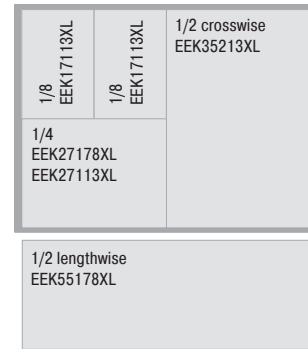 1/8
EEK17113XL
1/8
EEK17113XL
1/2 crosswise
EEK35213XL
1/4
EEK27178XL
EEK27113XL
1/2 lengthwise
EEK55178XL